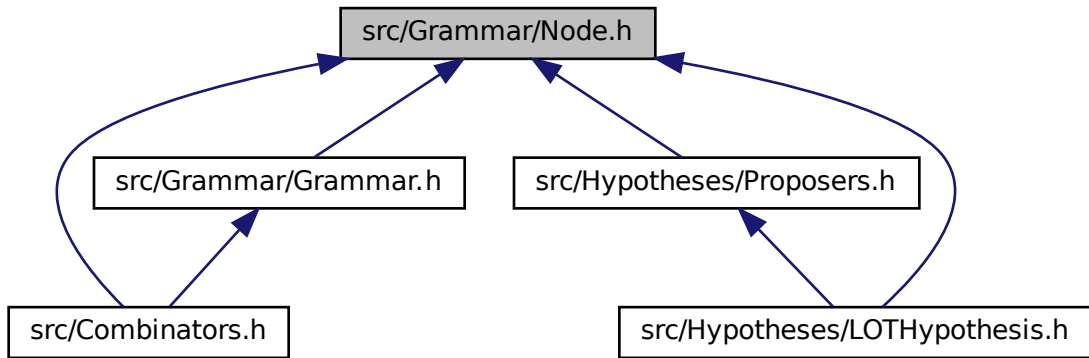 src/Grammar/Node.h
src/Grammar/Grammar.h
src/Hypotheses/Proposers.h
src/Combinators.h
src/Hypotheses/LOTHypothesis.h